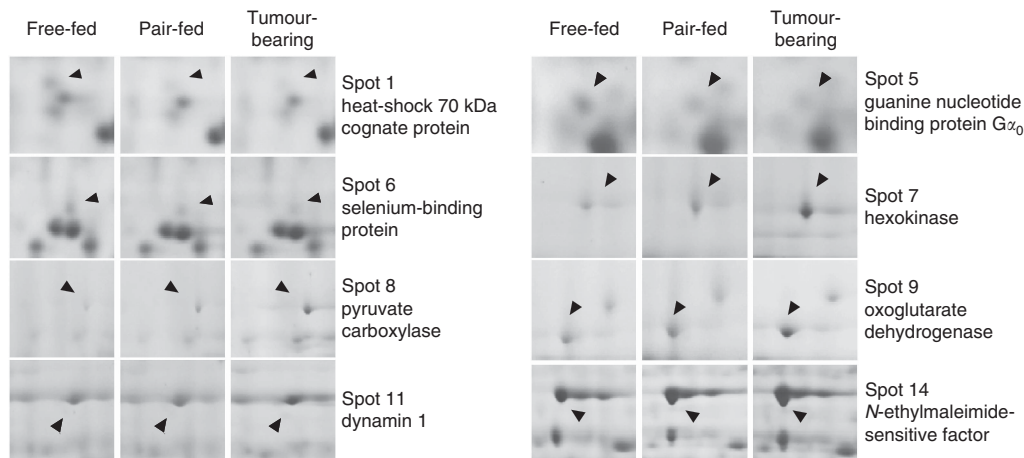 Free-fed
Pair-fed
Tumour-
bearing
Spot 1
heat-shock 70 kDa
cognate protein
Spot 6
selenium-binding
protein
Spot 8
pyruvate
carboxylase
Spot 11
dynamin 1
Free-fed
Pair-fed
Tumour-
bearing
Spot 5
guanine nucleotide
binding protein Gα₀
Spot 7
hexokinase
Spot 9
oxoglutarate
dehydrogenase
Spot 14
N-ethylmaleimide-
sensitive factor